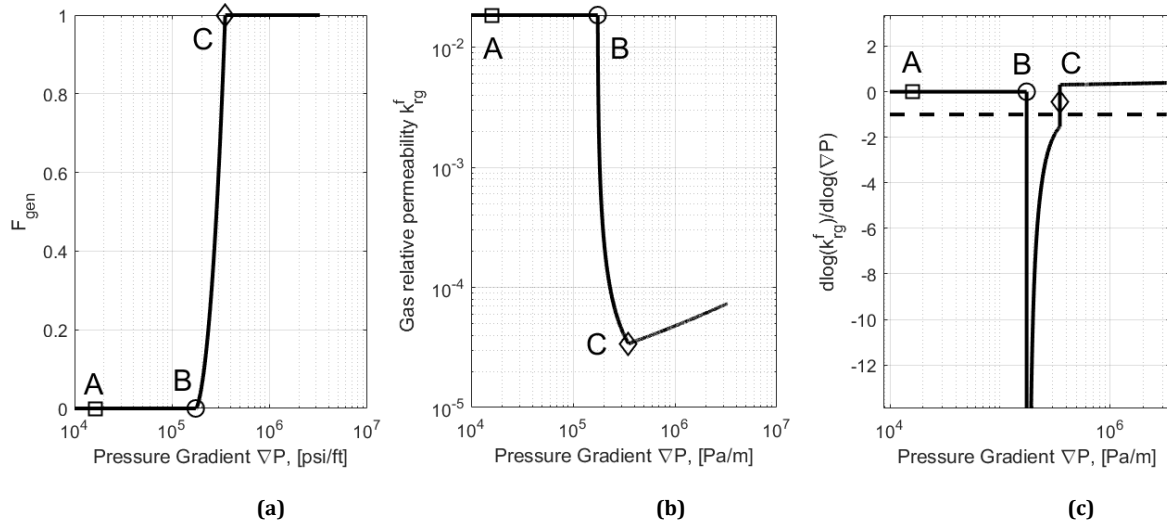 1
0.8
0.6
0.4
0.2
0
F_gen
A
B
C
10^4
10^5
10^6
10^7
Pressure Gradient ∇P, [psi/ft]
(a)
10^-2
10^-3
10^-4
10^-5
Gas relative permeability k_rg^f
A
B
C
10^4
10^5
10^6
10^7
Pressure Gradient ∇P, [Pa/m]
(b)
2
0
-2
-4
-6
-8
-10
-12
dlog(k_rg^f)/dlog(∇P)
A
B
C
10^4
10^6
Pressure Gradient ∇P, [Pa/m]
(c)